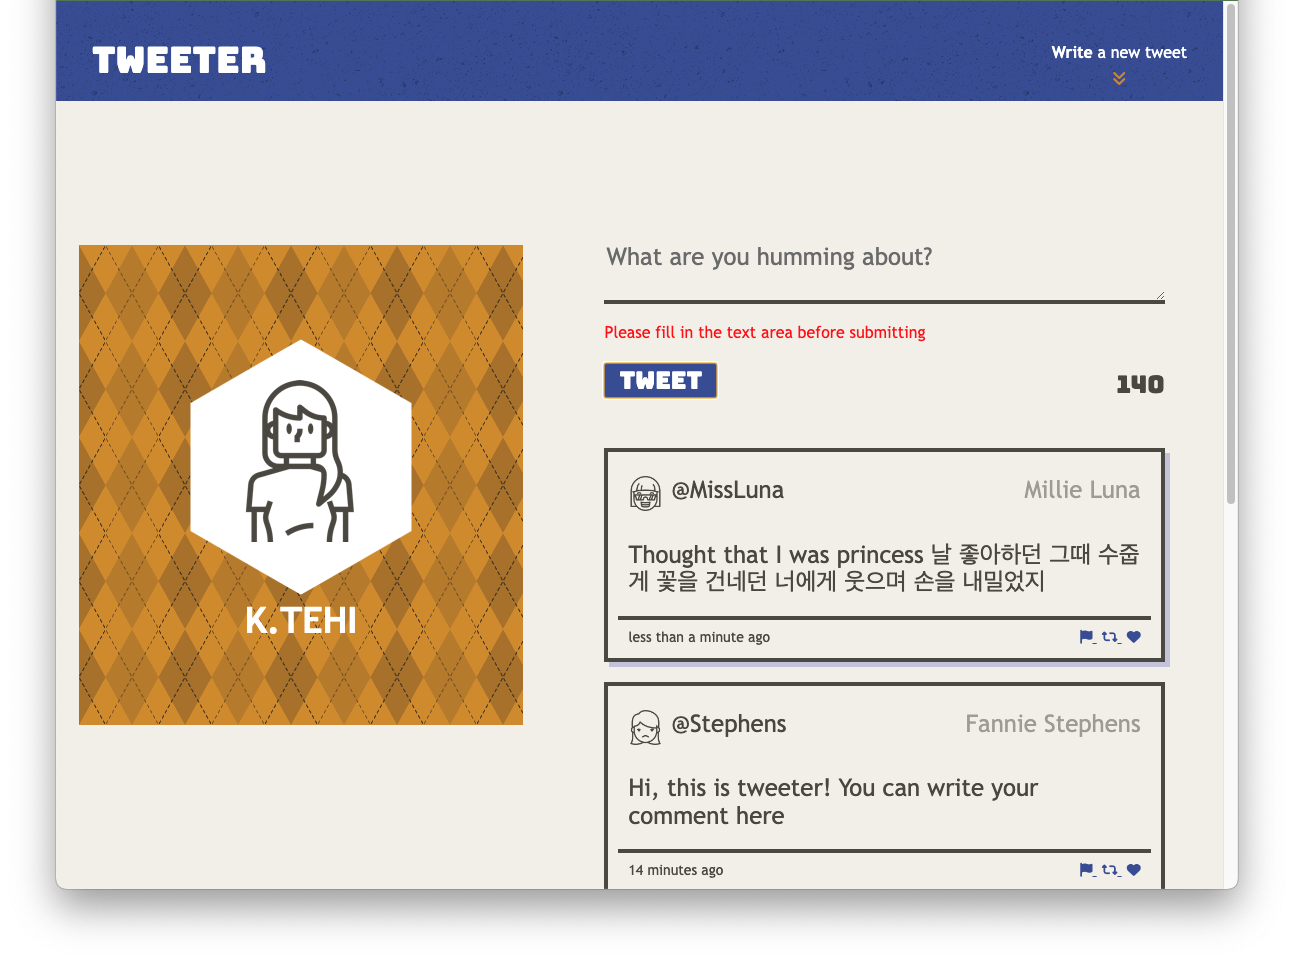 TWEETER
Write a new tweet
K.TEHI
What are you humming about?
Please fill in the text area before submitting
TWEET
140
@MissLuna
Millie Luna
Thought that I was princess 날 좋아하던 그때 수줍
게 꽃을 건네던 너에게 웃으며 손을 내밀었지
less than a minute ago
@Stephens
Fannie Stephens
Hi, this is tweeter! You can write your
comment here
14 minutes ago